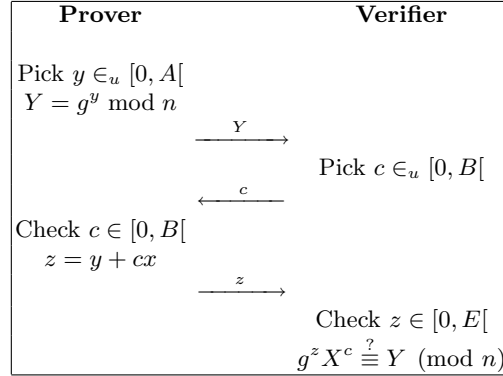 Prover Verifier
Pick y ∈ᵤ [0, A[
Y = g^y mod n
Y
Pick c ∈ᵤ [0, B[
c
Check c ∈ [0, B[
z = y + cx
z
Check z ∈ [0, E[
g^z X^c ≟≡ Y (mod n)